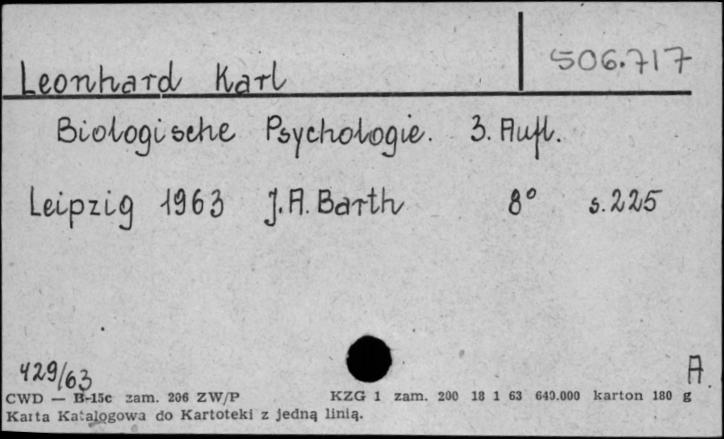 Leonhard Karl 506.717
Biologische Psychologie. 3. Aufl.
Leipzig 1963 J.A. Barth 8° s. 225
429/63 A
CWD — B-15c zam. 206 ZW/P KZG 1 zam. 200 18 1 63 640.000 karton 180 g
Karta Katalogowa do Kartoteki z jedną linią.